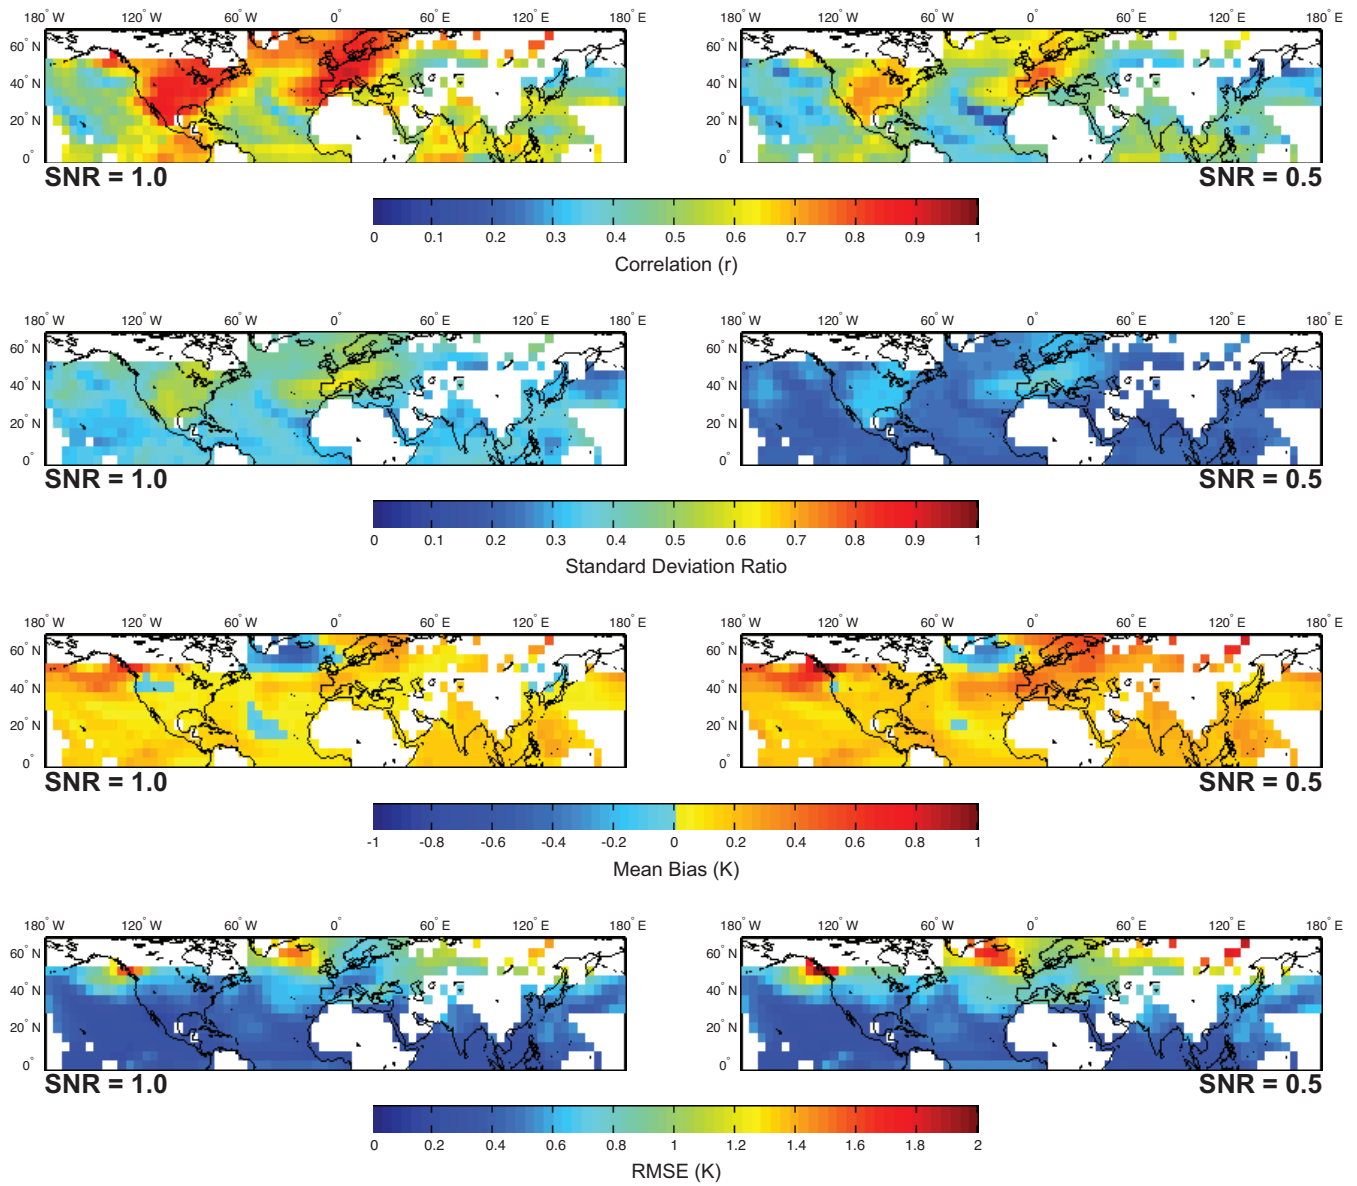 180° W 120° W 60° W 0° 60° E 120° E 180° E 180° W 120° W 60° W 0° 60° E 120° E 180° E
60° N 60° N
40° N 40° N
20° N 20° N
0° 0°
SNR = 1.0 SNR = 0.5
0 0.1 0.2 0.3 0.4 0.5 0.6 0.7 0.8 0.9 1
Correlation (r)
180° W 120° W 60° W 0° 60° E 120° E 180° E 180° W 120° W 60° W 0° 60° E 120° E 180° E
60° N 60° N
40° N 40° N
20° N 20° N
0° 0°
SNR = 1.0 SNR = 0.5
0 0.1 0.2 0.3 0.4 0.5 0.6 0.7 0.8 0.9 1
Standard Deviation Ratio
180° W 120° W 60° W 0° 60° E 120° E 180° E 180° W 120° W 60° W 0° 60° E 120° E 180° E
60° N 60° N
40° N 40° N
20° N 20° N
0° 0°
SNR = 1.0 SNR = 0.5
-1 -0.8 -0.6 -0.4 -0.2 0 0.2 0.4 0.6 0.8 1
Mean Bias (K)
180° W 120° W 60° W 0° 60° E 120° E 180° E 180° W 120° W 60° W 0° 60° E 120° E 180° E
60° N 60° N
40° N 40° N
20° N 20° N
0° 0°
SNR = 1.0 SNR = 0.5
0 0.2 0.4 0.6 0.8 1 1.2 1.4 1.6 1.8 2
RMSE (K)